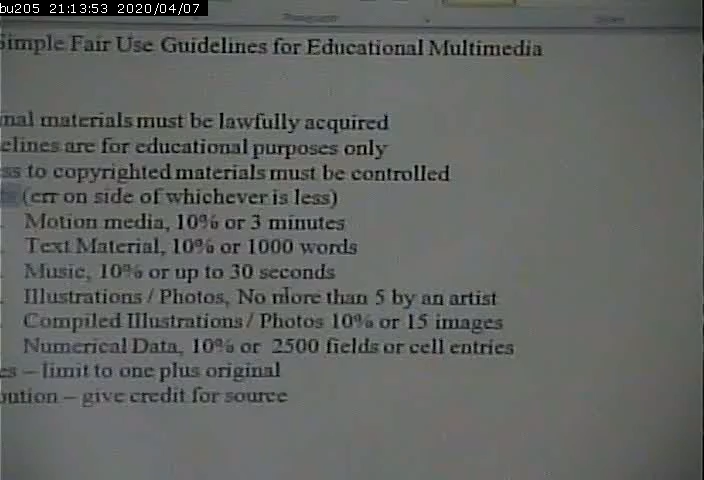 bu205 21:13:53 2020/04/07
Paragraph
Simple Fair Use Guidelines for Educational Multimedia
nal materials must be lawfully acquired
elines are for educational purposes only
ss to copyrighted materials must be controlled
(err on side of whichever is less)
Motion media, 10% or 3 minutes
Text Material, 10% or 1000 words
Music, 10% or up to 30 seconds
Illustrations / Photos, No more than 5 by an artist
Compiled Illustrations / Photos 10% or 15 images
Numerical Data, 10% or 2500 fields or cell entries
es – limit to one plus original
bution – give credit for source